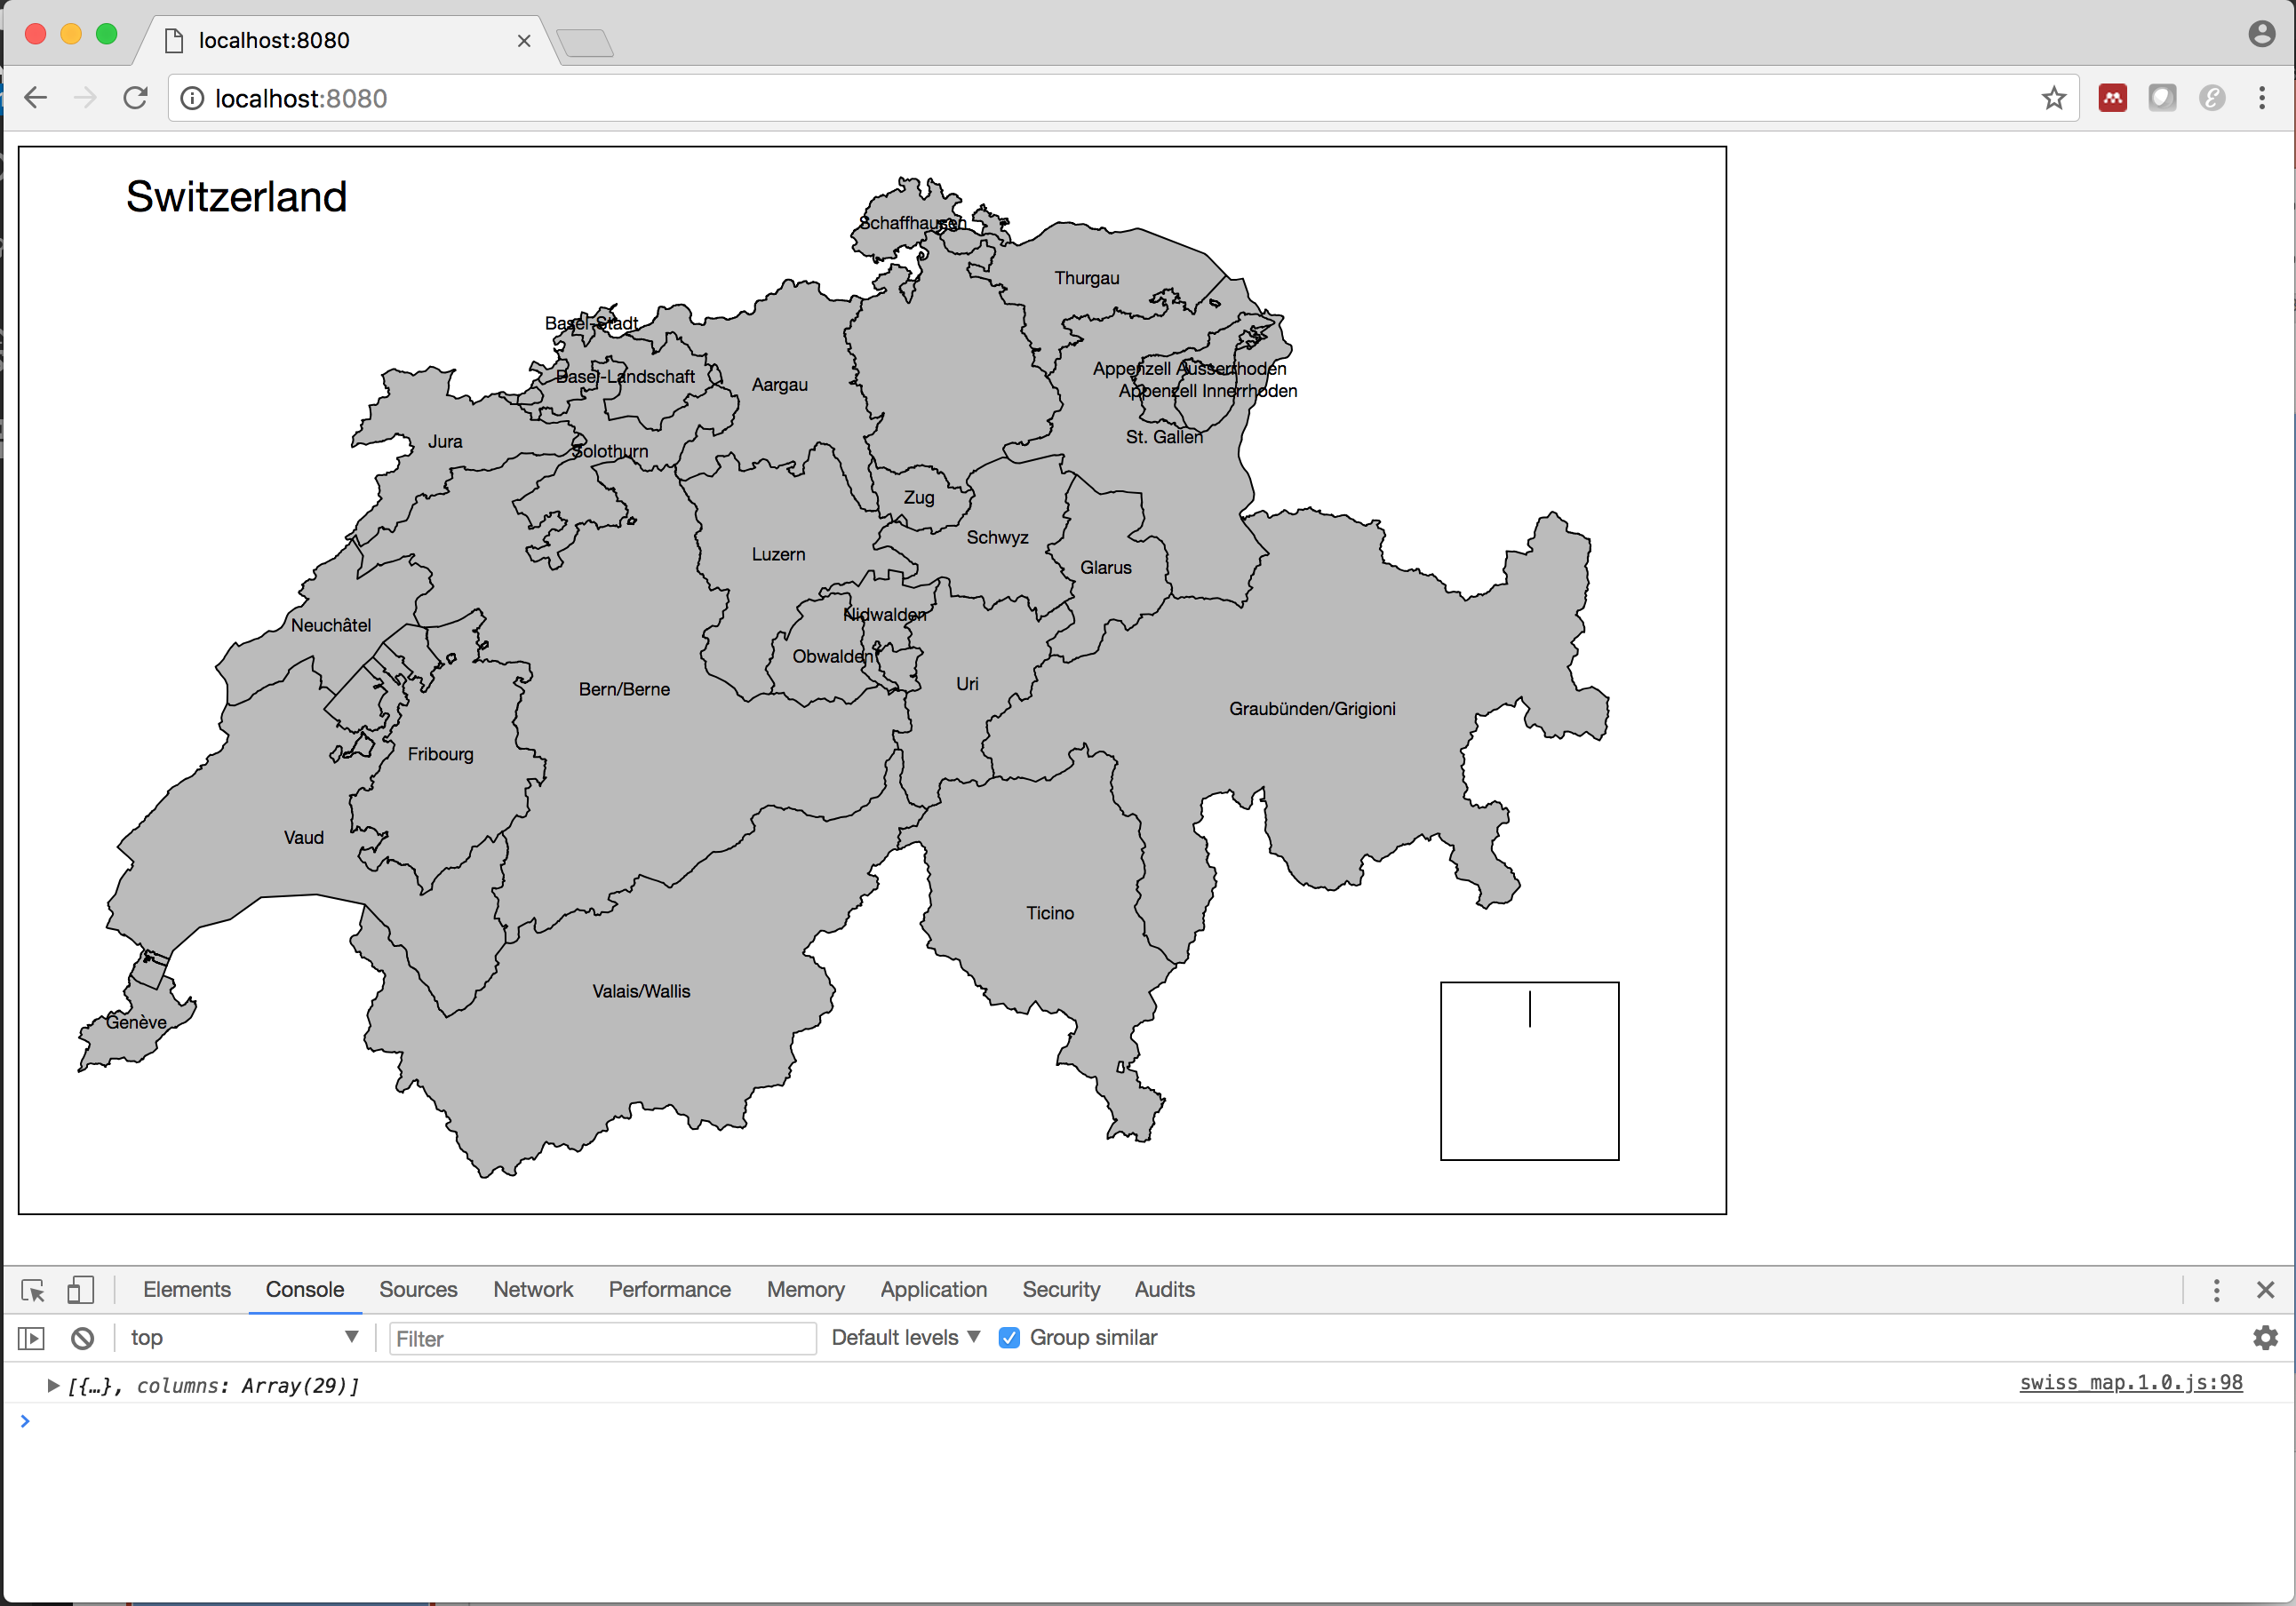 localhost:8080
localhost:8080
Switzerland
Schaffhausen
Thurgau
Basel-Stadt
Appenzell Ausserrhoden
Basel-Landschaft
Aargau
Appenzell Innerrhoden
St. Gallen
Jura
Solothurn
Zug
Schwyz
Luzern
Glarus
Nidwalden
Neuchâtel
Obwalden
Uri
Bern/Berne
Graubünden/Grigioni
Fribourg
Vaud
Ticino
Valais/Wallis
Genève
Elements Console Sources Network Performance Memory Application Security Audits
top Filter Default levels Group similar
[{…}, columns: Array(29)] swiss_map.1.0.js:98